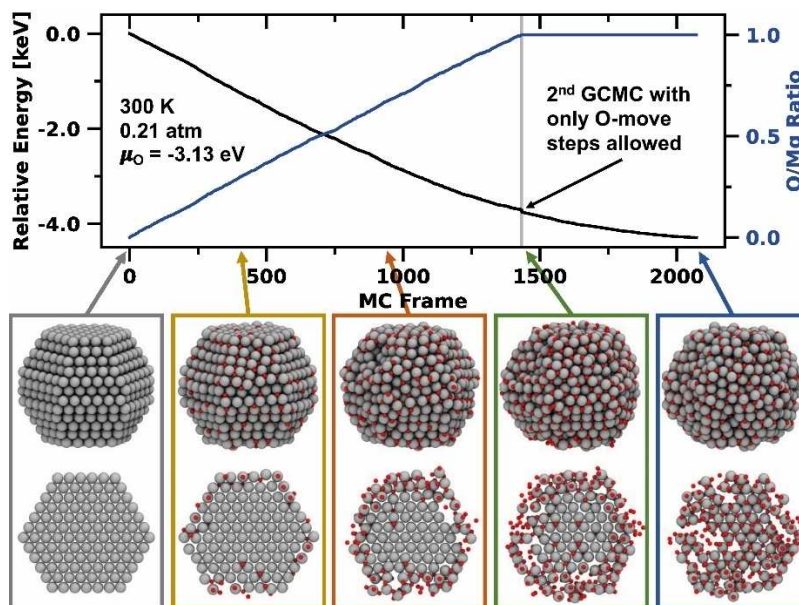 Relative Energy [keV]
0.0
-2.0
-4.0
300 K
0.21 atm
μO = -3.13 eV
2nd GCMC with
only O-move
steps allowed
1.0
0.5
0.0
O/Mg Ratio
0
500
1000
1500
2000
MC Frame